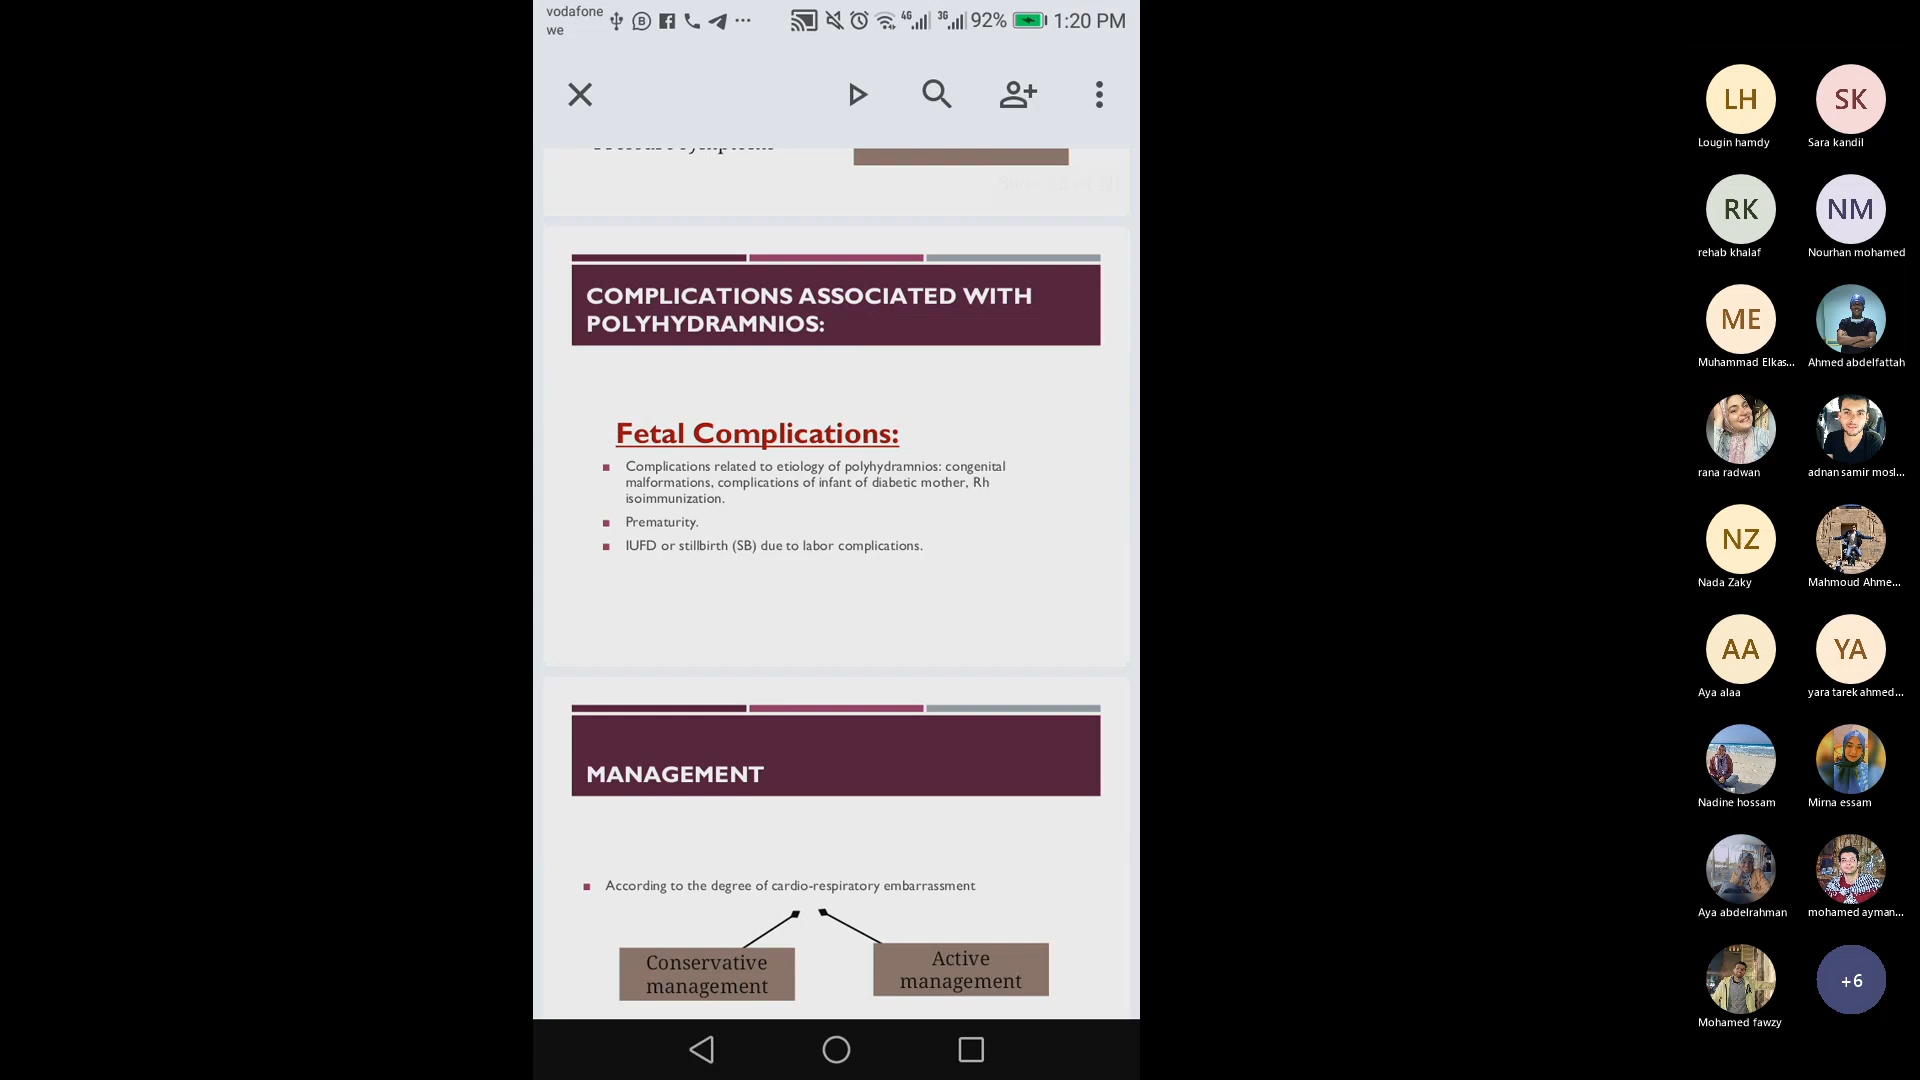 vodafone
we
4G 3G 92% 1:20 PM
COMPLICATIONS ASSOCIATED WITH
POLYHYDRAMNIOS:
Fetal Complications:
Complications related to etiology of polyhydramnios: congenital
malformations, complications of infant of diabetic mother, Rh
isoimmunization.
Prematurity.
IUFD or stillbirth (SB) due to labor complications.
MANAGEMENT
According to the degree of cardio-respiratory embarrassment
Conservative
management
Active
management
LH SK
Lougin hamdy Sara kandil
RK NM
rehab khalaf Nourhan mohamed
ME
Muhammad Elkas... Ahmed abdelfattah
rana radwan adnan samir mosl...
NZ
Nada Zaky Mahmoud Ahme...
AA YA
Aya alaa yara tarek ahmed...
Nadine hossam Mirna essam
Aya abdelrahman mohamed ayman...
+6
Mohamed fawzy